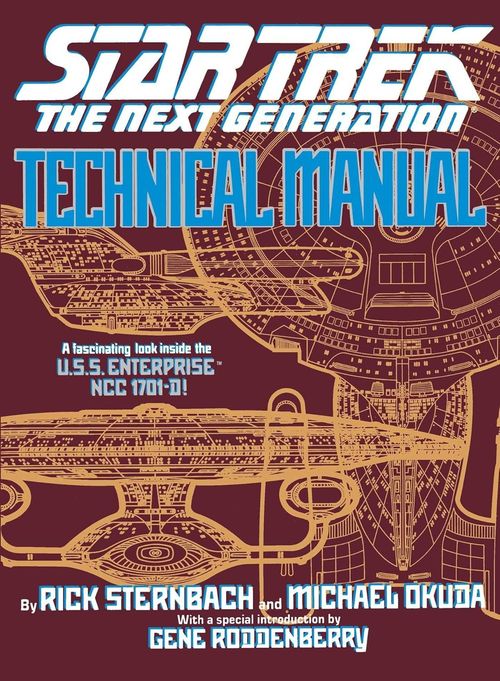 STAR TREK
THE NEXT GENERATION
TECHNICAL MANUAL
A fascinating look inside the
U.S.S. ENTERPRISE™
NCC 1701-D!
By RICK STERNBACH and MICHAEL OKUDA
With a special introduction by
GENE RODDENBERRY